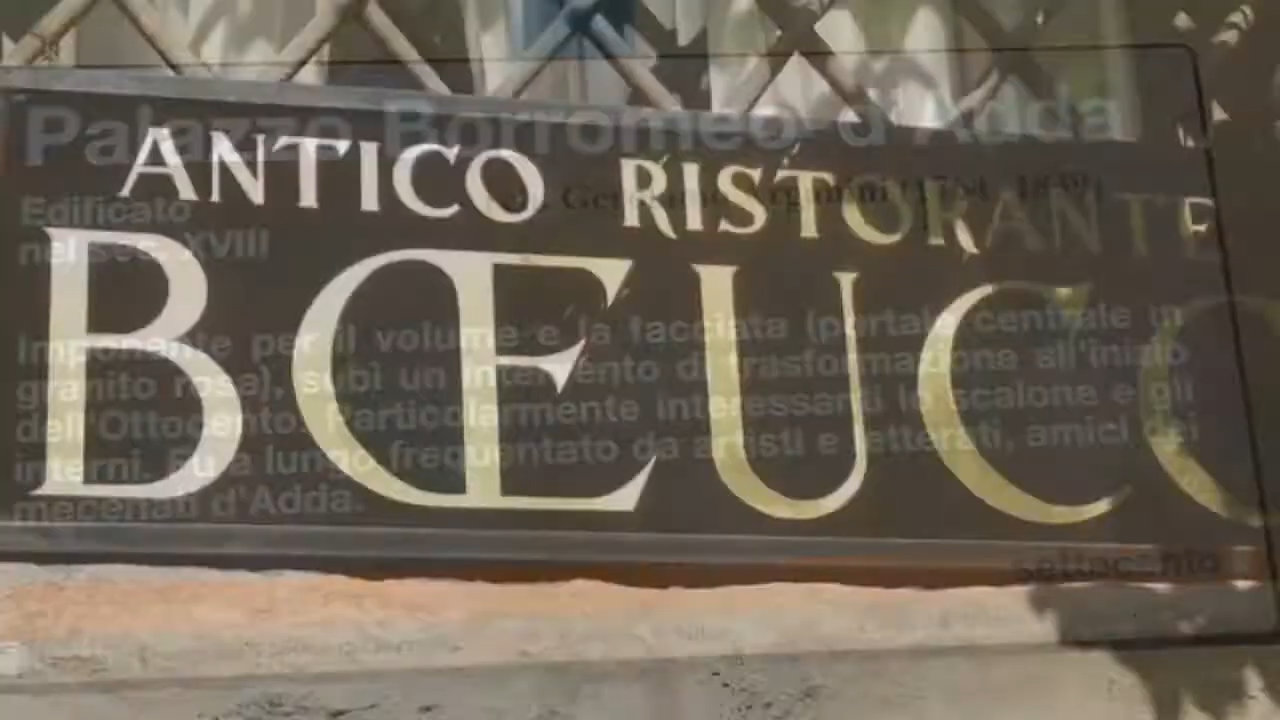 Palazzo Borromeo d'Adda
ANTICO RISTORANTE
Edificato
nel sec. XVIII
BŒUCC
Imponente per il volume e la facciata (portale centrale in
granito rosa), subì un intervento di trasformazione all'inizio
dell'Ottocento. Particolarmente interessanti lo scalone e gli
interni. Fu a lungo frequentato da artisti e letterati, amici dei
mecenati d'Adda.
settecento